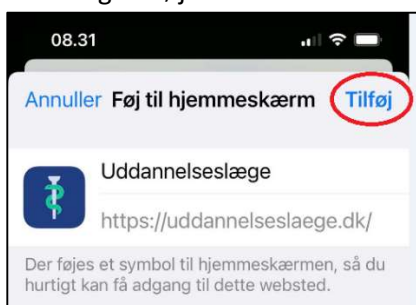 08.31
Annuller Føj til hjemmeskærm Tilføj
Uddannelseslæge
https://uddannelseslaege.dk/
Der føjes et symbol til hjemmeskærmen, så du
hurtigt kan få adgang til dette websted.